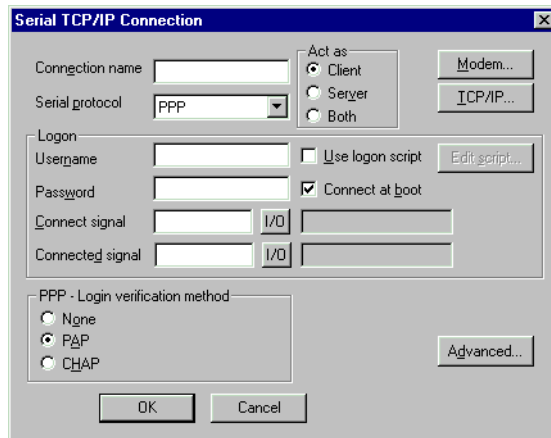 Serial TCP/IP Connection
Act as
Connection name
Client
Modem...
Serial protocol PPP
Server
TCP/IP...
Both
Logon
Username
Use logon script
Edit script...
Password
Connect at boot
Connect signal I/O
Connected signal I/O
PPP - Login verification method
None
PAP
CHAP
Advanced...
OK
Cancel